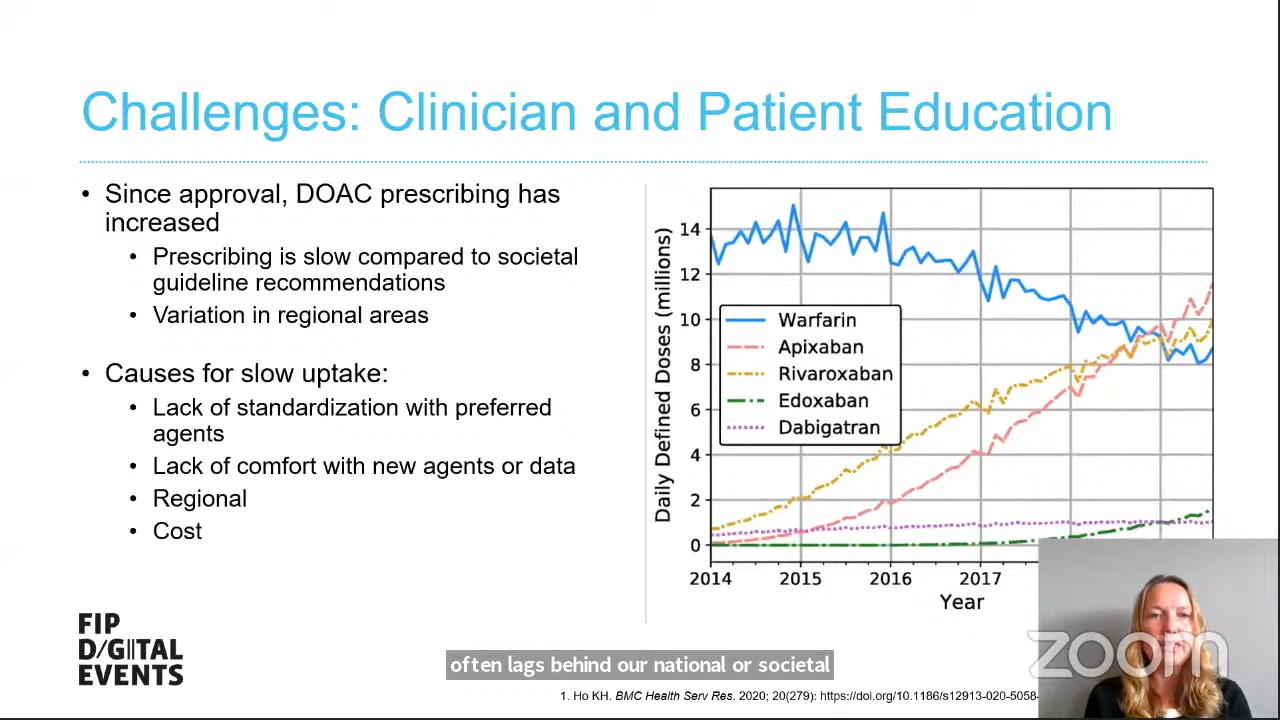 Challenges: Clinician and Patient Education
• Since approval, DOAC prescribing has
increased
• Prescribing is slow compared to societal
guideline recommendations
• Variation in regional areas
• Causes for slow uptake:
• Lack of standardization with preferred
agents
• Lack of comfort with new agents or data
• Regional
• Cost
Daily Defined Doses (millions)
14
12
10
8
6
4
2
0
Warfarin
Apixaban
Rivaroxaban
Edoxaban
Dabigatran
2014 2015 2016 2017
Year
FIP
D/GITAL
EVENTS
often lags behind our national or societal
zoom
1. Ho KH. BMC Health Serv Res. 2020; 20(279): https://doi.org/10.1186/s12913-020-5058-